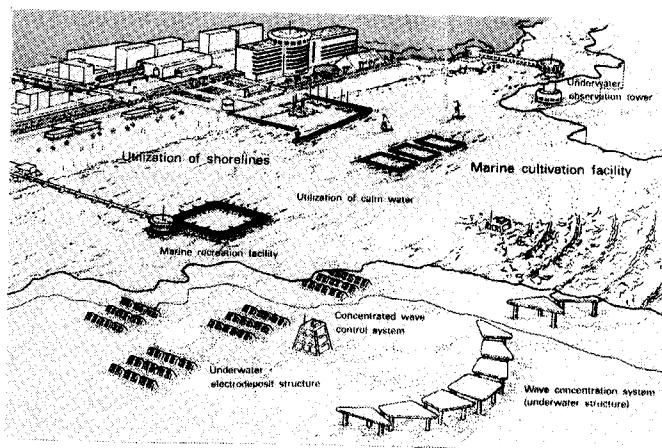 Underwater
observation tower
Utilization of shorelines
Marine cultivation facility
Utilization of calm water
Marine recreation facility
Concentrated wave
control system
Underwater
electrodeposit structure
Wave concentration system
(underwater structure)